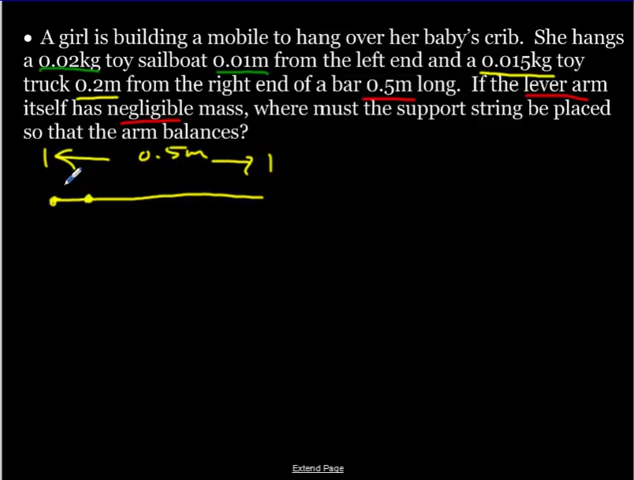 • A girl is building a mobile to hang over her baby's crib. She hangs
a 0.02kg toy sailboat 0.01m from the left end and a 0.015kg toy
truck 0.2m from the right end of a bar 0.5m long. If the lever arm
itself has negligible mass, where must the support string be placed
so that the arm balances?
0.5m
Extend Page